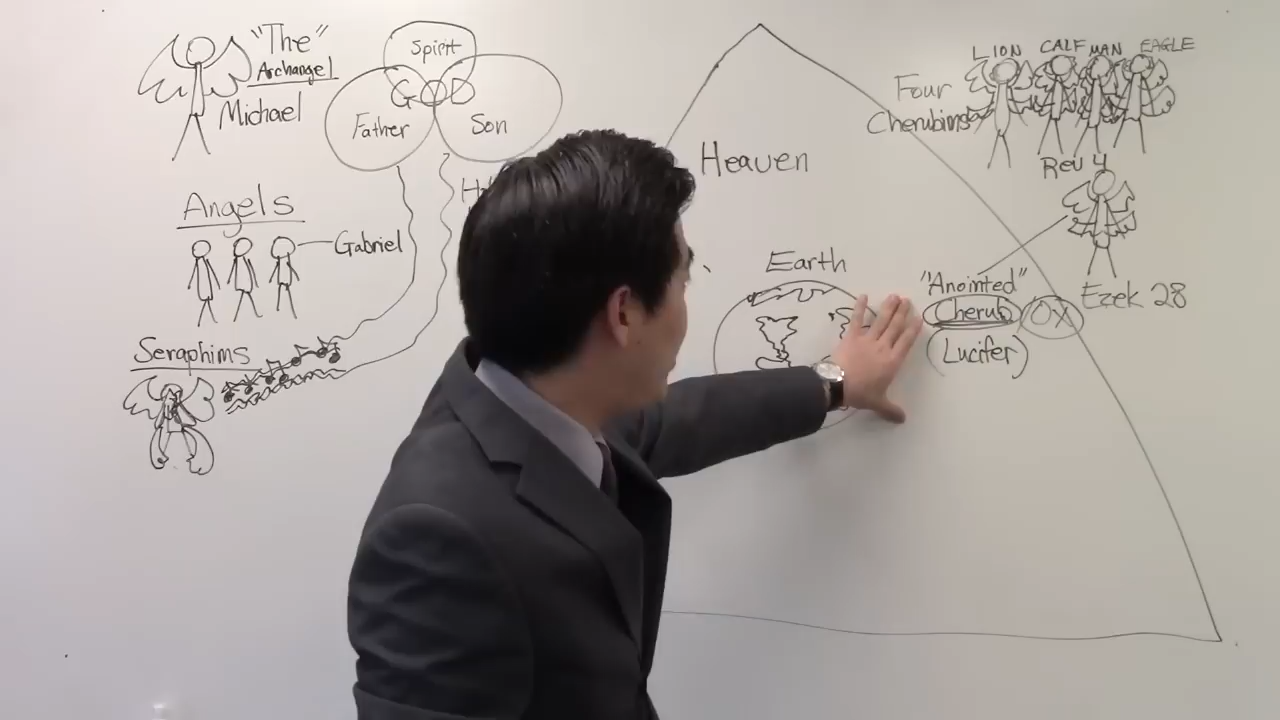 "The"
Archangel
Michael
Spirit
GOD
Father
Son
Angels
Gabriel
Seraphims
Heaven
Earth
LION CALF MAN EAGLE
Four
Cherubims
Rev 4
"Anointed"
Cherub OX
Ezek 28
(Lucifer)